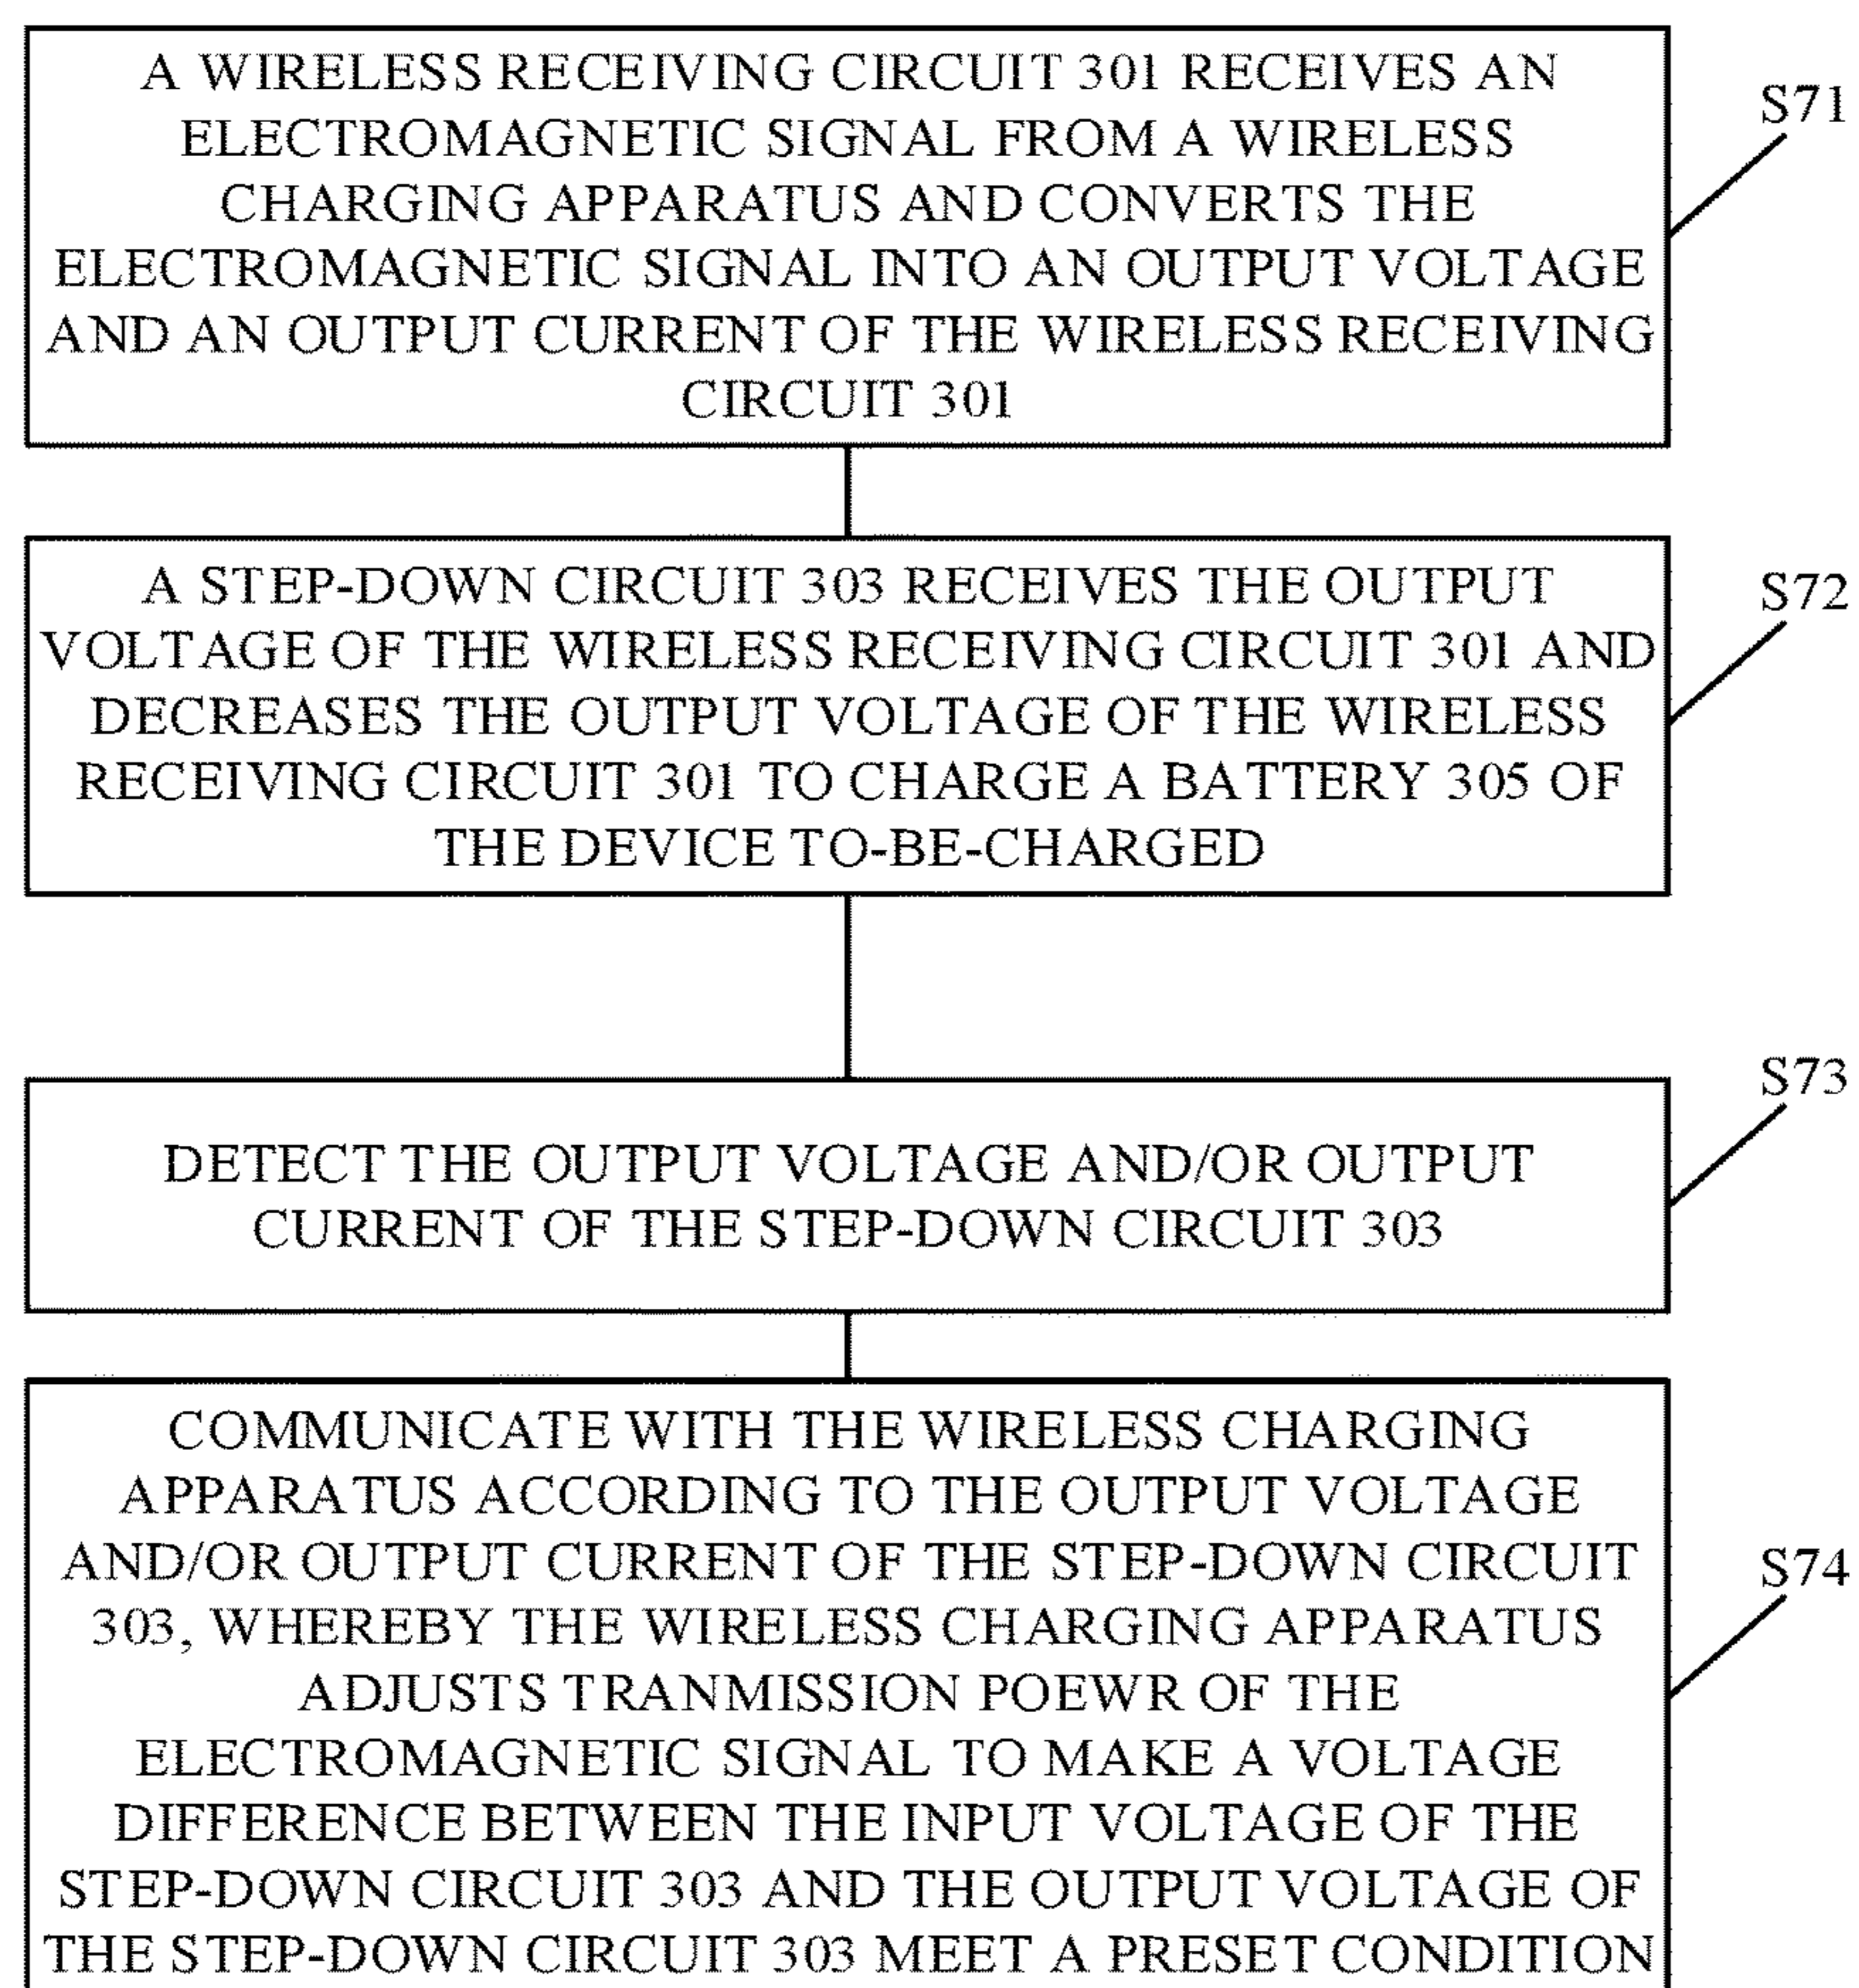 A WIRELESS RECEIVING CIRCUIT 301 RECEIVES AN
ELECTROMAGNETIC SIGNAL FROM A WIRELESS
CHARGING APPARATUS AND CONVERTS THE
ELECTROMAGNETIC SIGNAL INTO AN OUTPUT VOLTAGE
AND AN OUTPUT CURRENT OF THE WIRELESS RECEIVING
CIRCUIT 301
S71
A STEP-DOWN CIRCUIT 303 RECEIVES THE OUTPUT
VOLTAGE OF THE WIRELESS RECEIVING CIRCUIT 301 AND
DECREASES THE OUTPUT VOLTAGE OF THE WIRELESS
RECEIVING CIRCUIT 301 TO CHARGE A BATTERY 305 OF
THE DEVICE TO-BE-CHARGED
S72
DETECT THE OUTPUT VOLTAGE AND/OR OUTPUT
CURRENT OF THE STEP-DOWN CIRCUIT 303
S73
COMMUNICATE WITH THE WIRELESS CHARGING
APPARATUS ACCORDING TO THE OUTPUT VOLTAGE
AND/OR OUTPUT CURRENT OF THE STEP-DOWN CIRCUIT
303, WHEREBY THE WIRELESS CHARGING APPARATUS
ADJUSTS TRANMISSION POEWR OF THE
ELECTROMAGNETIC SIGNAL TO MAKE A VOLTAGE
DIFFERENCE BETWEEN THE INPUT VOLTAGE OF THE
STEP-DOWN CIRCUIT 303 AND THE OUTPUT VOLTAGE OF
THE STEP-DOWN CIRCUIT 303 MEET A PRESET CONDITION
S74